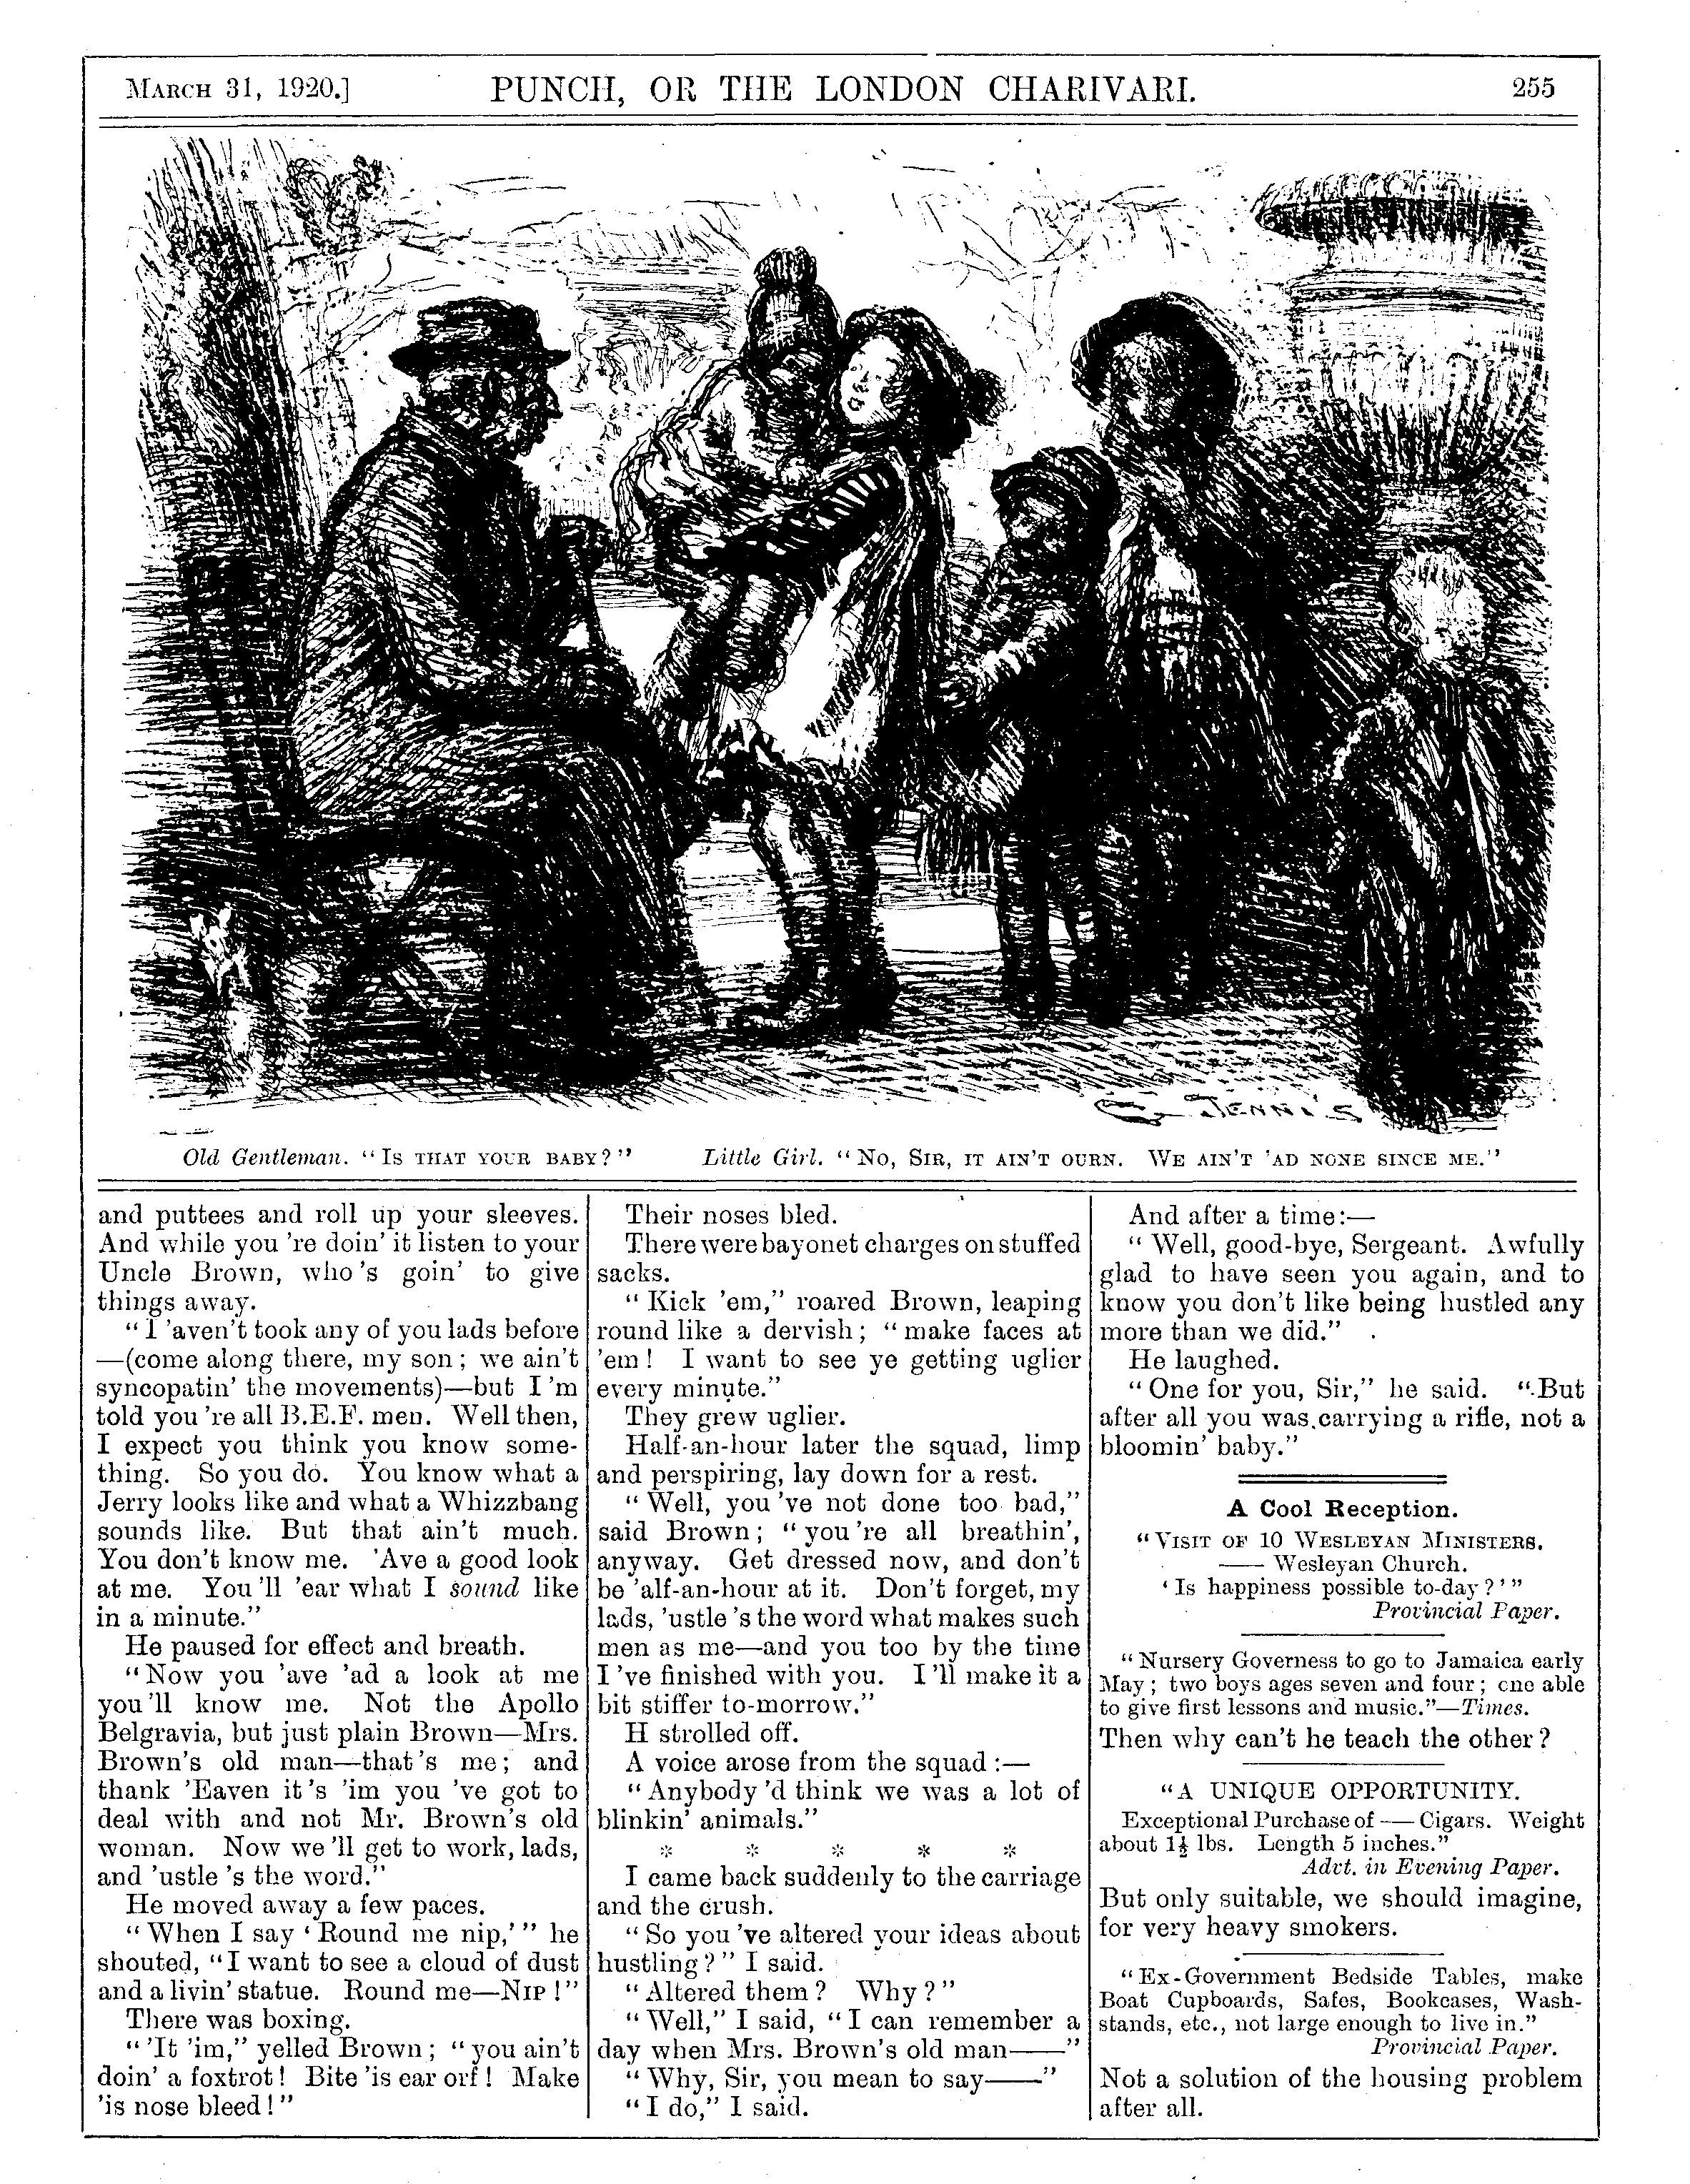 MARCH 31, 1920.] PUNCH, OR THE LONDON CHARIVARI. 255
G. JENNIS
Old Gentleman. "IS THAT YOUR BABY?" Little Girl. "NO, SIR, IT AIN'T OURN. WE AIN'T 'AD NONE SINCE ME."
and puttees and roll up your sleeves.
And while you 're doin' it listen to your
Uncle Brown, who 's goin' to give
things away.
"I 'aven't took any of you lads before
—(come along there, my son; we ain't
syncopatin' the movements)—but I 'm
told you 're all B.E.F. men. Well then,
I expect you think you know some-
thing. So you do. You know what a
Jerry looks like and what a Whizzbang
sounds like. But that ain't much.
You don't know me. 'Ave a good look
at me. You 'll 'ear what I sound like
in a minute."
He paused for effect and breath.
"Now you 'ave 'ad a look at me
you 'll know me. Not the Apollo
Belgravia, but just plain Brown—Mrs.
Brown's old man—that 's me; and
thank 'Eaven it 's 'im you 've got to
deal with and not Mr. Brown's old
woman. Now we 'll get to work, lads,
and 'ustle 's the word."
He moved away a few paces.
"When I say 'Round me nip,'" he
shouted, "I want to see a cloud of dust
and a livin' statue. Round me—NIP!"
There was boxing.
"'It 'im," yelled Brown; "you ain't
doin' a foxtrot! Bite 'is ear orf! Make
'is nose bleed!"
Their noses bled.
There were bayonet charges on stuffed
sacks.
"Kick 'em," roared Brown, leaping
round like a dervish; "make faces at
'em! I want to see ye getting uglier
every minute."
They grew uglier.
Half-an-hour later the squad, limp
and perspiring, lay down for a rest.
"Well, you 've not done too bad,"
said Brown; "you 're all breathin',
anyway. Get dressed now, and don't
be 'alf-an-hour at it. Don't forget, my
lads, 'ustle 's the word what makes such
men as me—and you too by the time
I 've finished with you. I 'll make it a
bit stiffer to-morrow."
H strolled off.
A voice arose from the squad:—
"Anybody 'd think we was a lot of
blinkin' animals."
* * * * *
I came back suddenly to the carriage
and the crush.
"So you 've altered your ideas about
hustling?" I said.
"Altered them? Why?"
"Well," I said, "I can remember a
day when Mrs. Brown's old man——"
"Why, Sir, you mean to say——"
"I do," I said.
And after a time:—
"Well, good-bye, Sergeant. Awfully
glad to have seen you again, and to
know you don't like being hustled any
more than we did."
He laughed.
"One for you, Sir," he said. "But
after all you was carrying a rifle, not a
bloomin' baby."
A Cool Reception.
"VISIT OF 10 WESLEYAN MINISTERS.
—— Wesleyan Church.
'Is happiness possible to-day?'"
Provincial Paper.
"Nursery Governess to go to Jamaica early
May; two boys ages seven and four; one able
to give first lessons and music."—Times.
Then why can't he teach the other?
"A UNIQUE OPPORTUNITY.
Exceptional Purchase of —— Cigars. Weight
about 1½ lbs. Length 5 inches."
Advt. in Evening Paper.
But only suitable, we should imagine,
for very heavy smokers.
"Ex-Government Bedside Tables, make
Boat Cupboards, Safes, Bookcases, Wash-
stands, etc., not large enough to live in."
Provincial Paper.
Not a solution of the housing problem
after all.